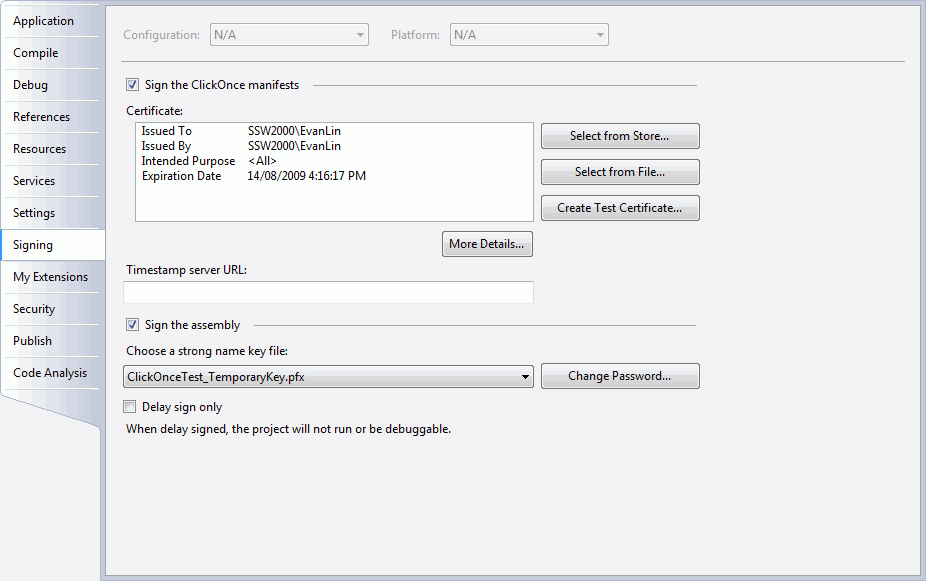 Application
Compile
Debug
References
Resources
Services
Settings
Signing
My Extensions
Security
Publish
Code Analysis
Configuration: N/A Platform: N/A
Sign the ClickOnce manifests
Certificate:
Issued To SSW2000\EvanLin
Issued By SSW2000\EvanLin
Intended Purpose <All>
Expiration Date 14/08/2009 4:16:17 PM
Select from Store...
Select from File...
Create Test Certificate...
More Details...
Timestamp server URL:
Sign the assembly
Choose a strong name key file:
ClickOnceTest_TemporaryKey.pfx
Change Password...
Delay sign only
When delay signed, the project will not run or be debuggable.